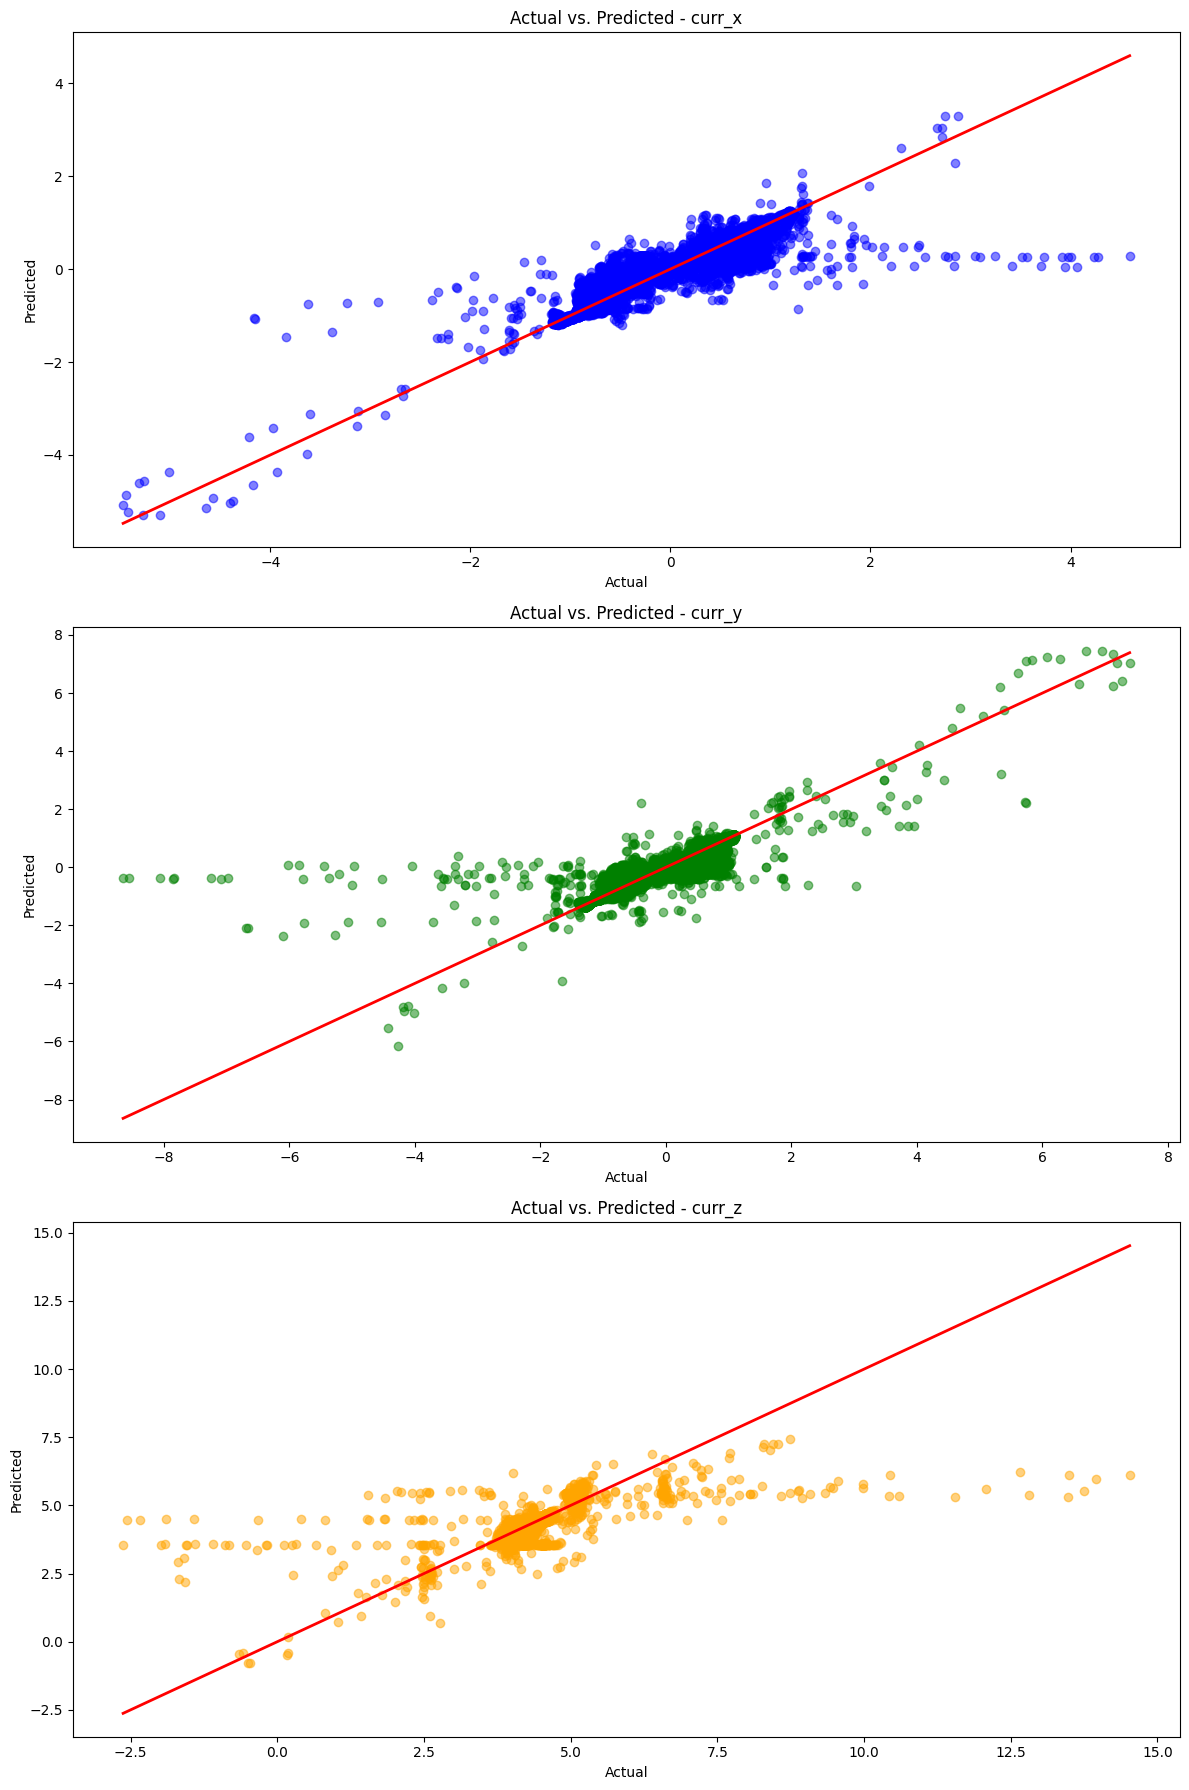 Actual vs. Predicted - curr_x
4
2
0
−2
−4
Predicted
−4 −2 0 2 4
Actual
Actual vs. Predicted - curr_y
8
6
4
2
0
−2
−4
−6
−8
Predicted
−8 −6 −4 −2 0 2 4 6 8
Actual
Actual vs. Predicted - curr_z
15.0
12.5
10.0
7.5
5.0
2.5
0.0
−2.5
Predicted
−2.5 0.0 2.5 5.0 7.5 10.0 12.5 15.0
Actual